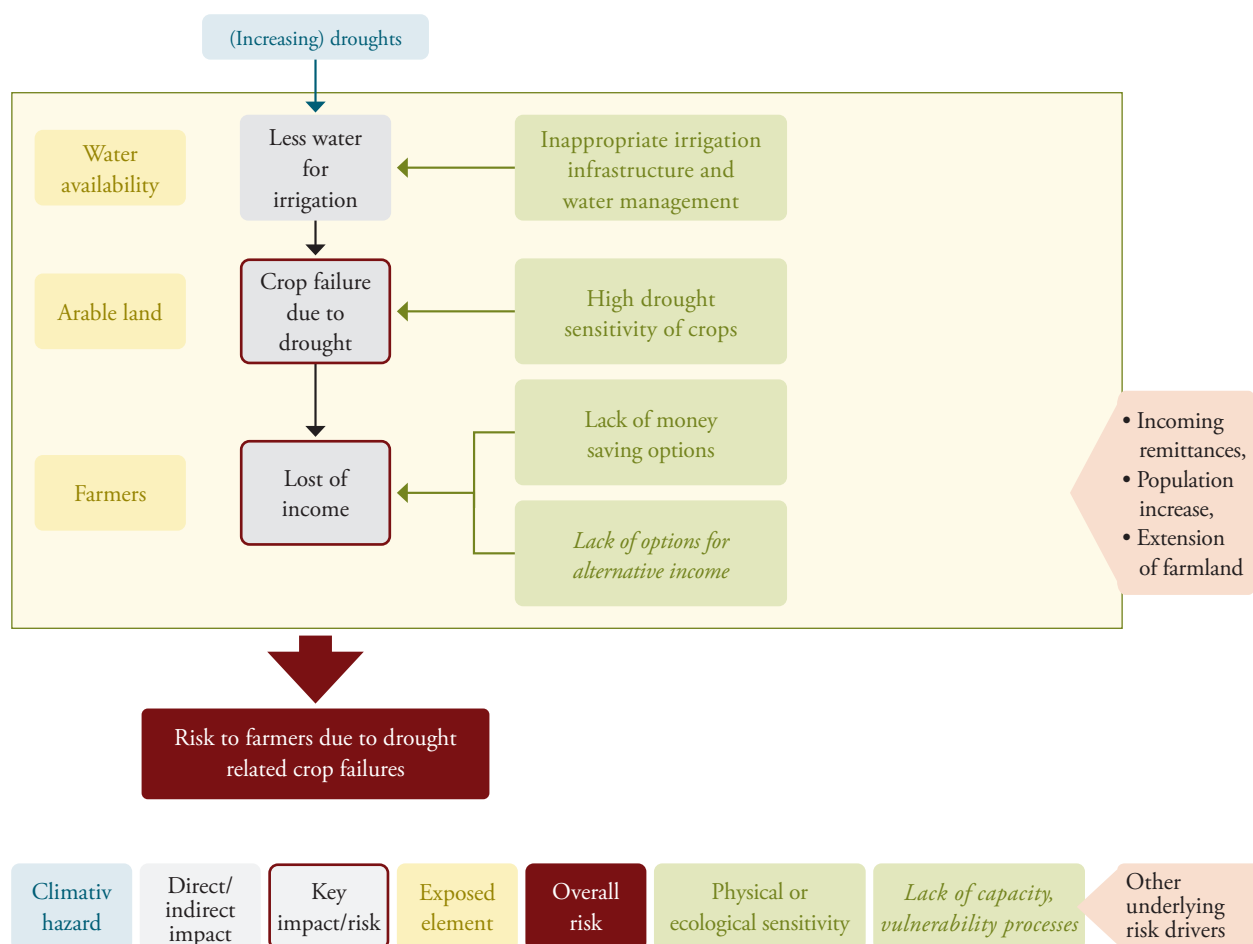 (Increasing) droughts
Water
availability
Less water
for
irrigation
Inappropriate irrigation
infrastructure and
water management
Arable land
Crop failure
due to
drought
High drought
sensitivity of crops
Farmers
Lost of
income
Lack of money
saving options
Lack of options for
alternative income
• Incoming
remittances,
• Population
increase,
• Extension
of farmland
Risk to farmers due to drought
related crop failures
Climativ
hazard
Direct/
indirect
impact
Key
impact/risk
Exposed
element
Overall
risk
Physical or
ecological sensitivity
Lack of capacity,
vulnerability processes
Other
underlying
risk drivers